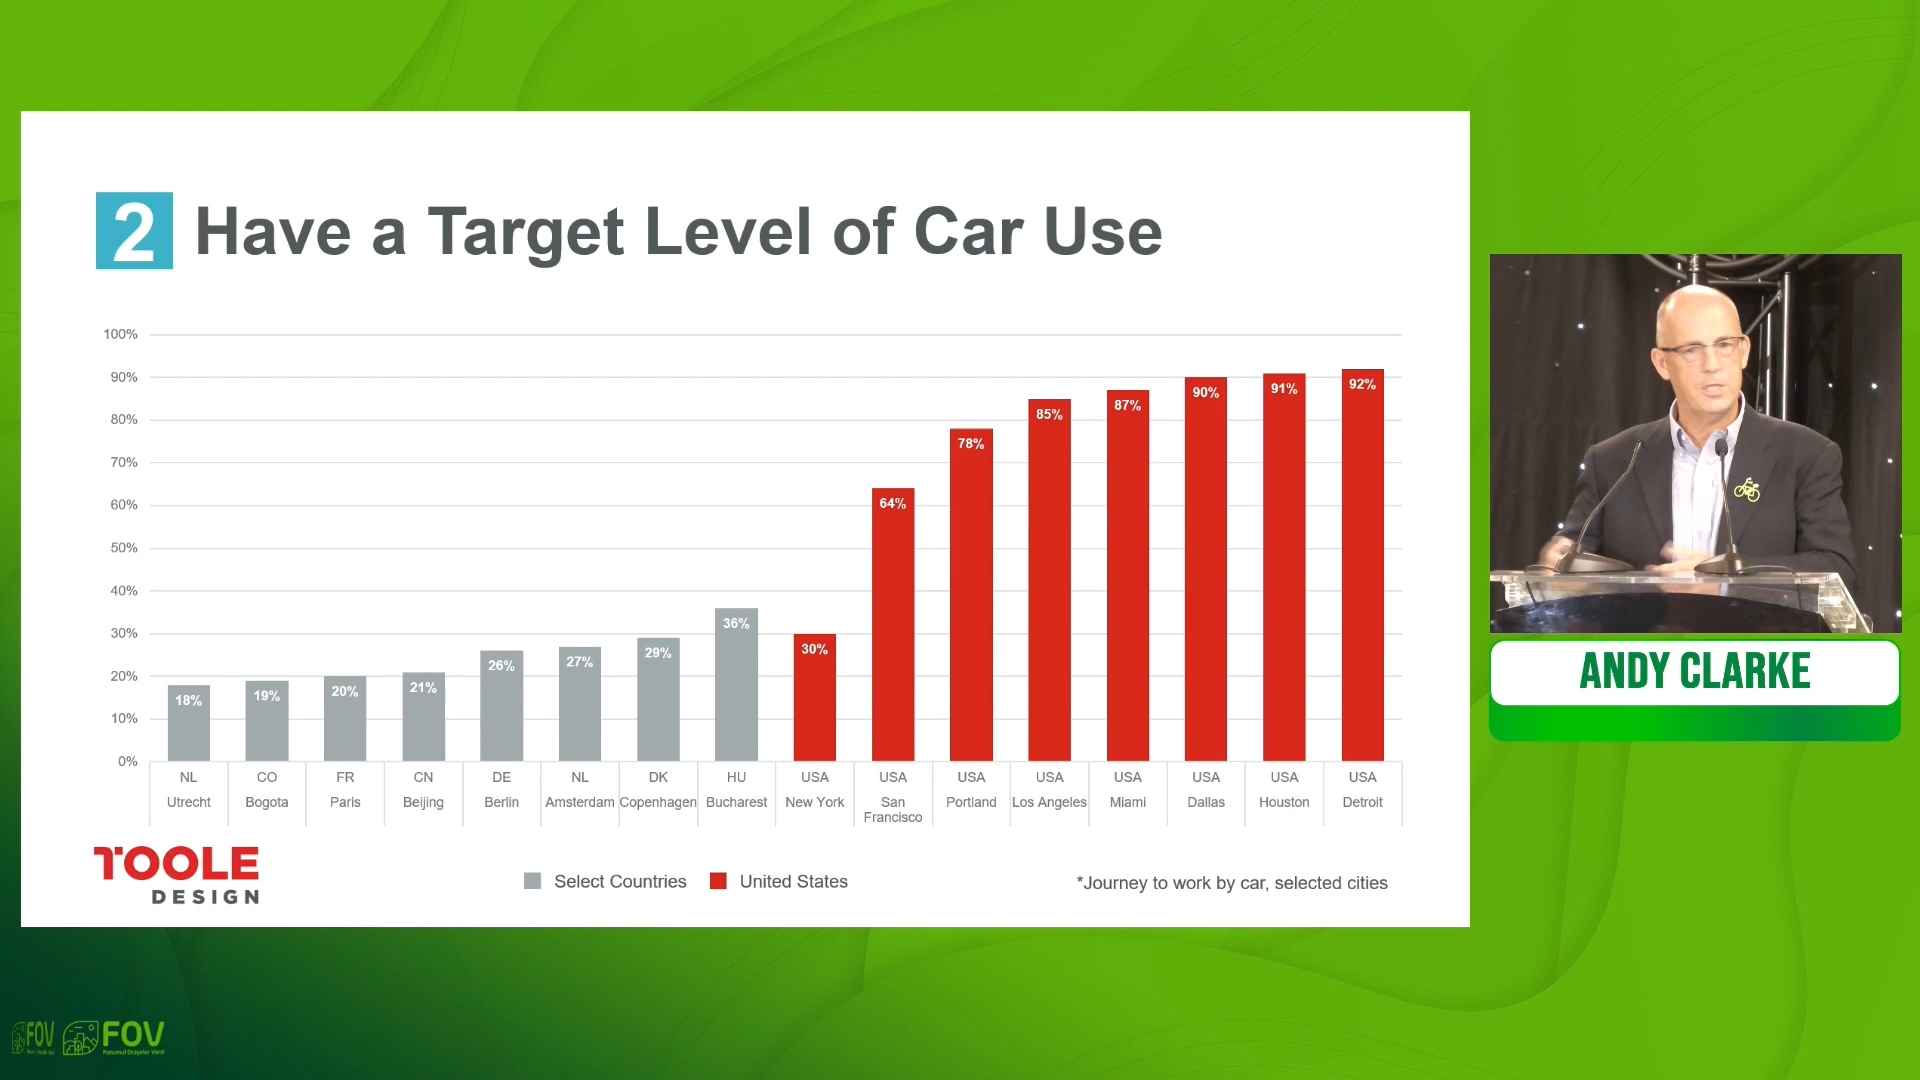 2 Have a Target Level of Car Use
100%
90%
80%
70%
60%
50%
40%
30%
20%
10%
0%
18% 19% 20% 21% 26% 27% 29% 36% 30% 64% 78% 85% 87% 90% 91% 92%
NL CO FR CN DE NL DK HU USA USA USA USA USA USA USA USA
Utrecht Bogota Paris Beijing Berlin Amsterdam Copenhagen Bucharest New York San Francisco Portland Los Angeles Miami Dallas Houston Detroit
TOOLE
DESIGN
Select Countries United States
*Journey to work by car, selected cities
ANDY CLARKE
FOV
FOV
Forumul Orașelor Verzi